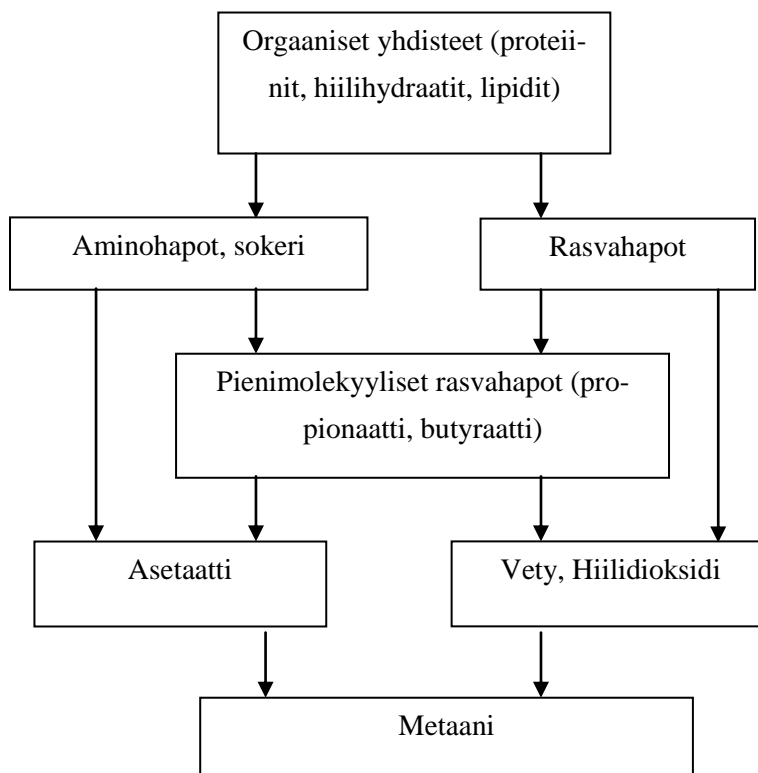 Orgaaniset yhdisteet (proteii-
nit, hiilihydraatit, lipidit)
Aminohapot, sokeri
Rasvahapot
Pienimolekyyliset rasvahapot (pro-
pionaatti, butyraatti)
Asetaatti
Vety, Hiilidioksidi
Metaani